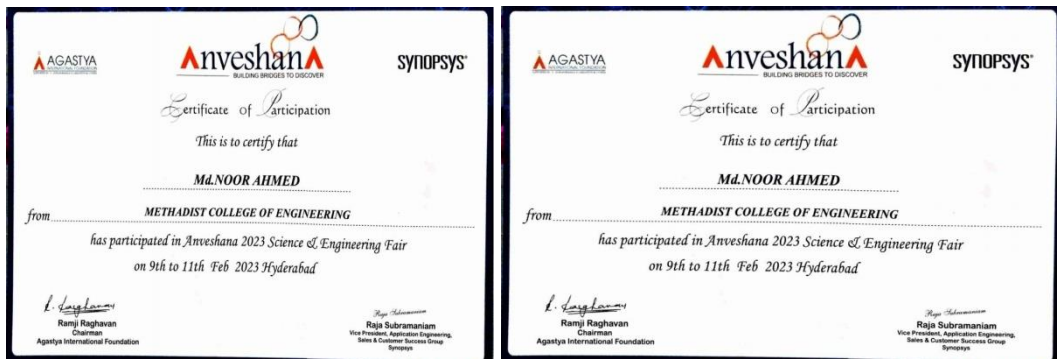 AGASTYA
AnveshanA
BUILDING BRIDGES TO DISCOVER
SYNOPSYS®
Certificate of Participation
This is to certify that
Md.NOOR AHMED
from METHADIST COLLEGE OF ENGINEERING
has participated in Anveshana 2023 Science & Engineering Fair
on 9th to 11th Feb 2023 Hyderabad
Ramji Raghavan
Chairman
Agastya International Foundation
Raja Subramaniam
Raja Subramaniam
Vice President, Application Engineering,
Sales & Customer Success Group
Synopsys
AGASTYA
AnveshanA
BUILDING BRIDGES TO DISCOVER
SYNOPSYS®
Certificate of Participation
This is to certify that
Md.NOOR AHMED
from METHADIST COLLEGE OF ENGINEERING
has participated in Anveshana 2023 Science & Engineering Fair
on 9th to 11th Feb 2023 Hyderabad
Ramji Raghavan
Chairman
Agastya International Foundation
Raja Subramaniam
Raja Subramaniam
Vice President, Application Engineering,
Sales & Customer Success Group
Synopsys